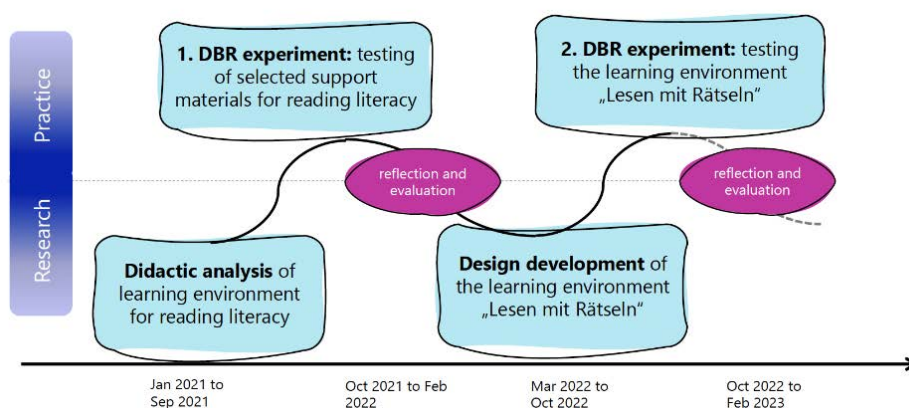 Practice
Research
1. DBR experiment: testing
of selected support
materials for reading literacy
2. DBR experiment: testing
the learning environment
„Lesen mit Rätseln“
reflection and
evaluation
reflection and
evaluation
Didactic analysis of
learning environment
for reading literacy
Design development of
the learning environment
„Lesen mit Rätseln“
Jan 2021 to
Sep 2021
Oct 2021 to Feb
2022
Mar 2022 to
Oct 2022
Oct 2022 to
Feb 2023